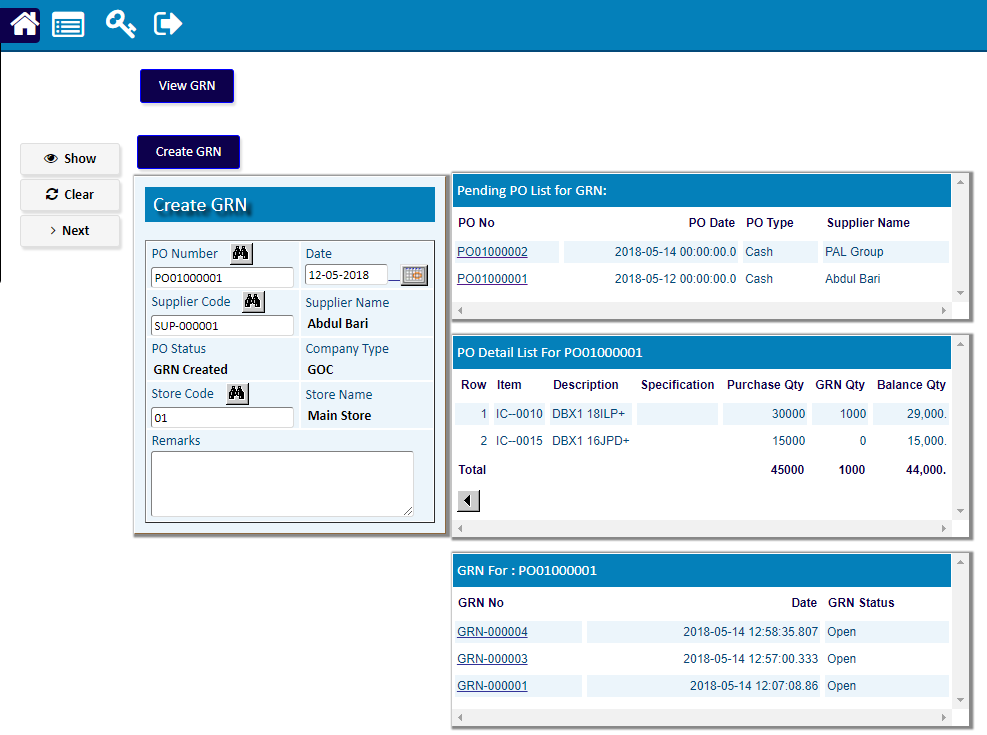 View GRN
Show
Clear
Next
Create GRN
Create GRN
PO Number
Date
PO01000001
12-05-2018
Supplier Code
Supplier Name
SUP-000001
Abdul Bari
PO Status
Company Type
GRN Created
GOC
Store Code
Store Name
01
Main Store
Remarks
Pending PO List for GRN:
PO No PO Date PO Type Supplier Name
PO01000002 2018-05-14 00:00:00.0 Cash PAL Group
PO01000001 2018-05-12 00:00:00.0 Cash Abdul Bari
PO Detail List For PO01000001
Row Item Description Specification Purchase Qty GRN Qty Balance Qty
1 IC--0010 DBX1 18ILP+ 30000 1000 29,000.
2 IC--0015 DBX1 16JPD+ 15000 0 15,000.
Total 45000 1000 44,000.
GRN For : PO01000001
GRN No Date GRN Status
GRN-000004 2018-05-14 12:58:35.807 Open
GRN-000003 2018-05-14 12:57:00.333 Open
GRN-000001 2018-05-14 12:07:08.86 Open